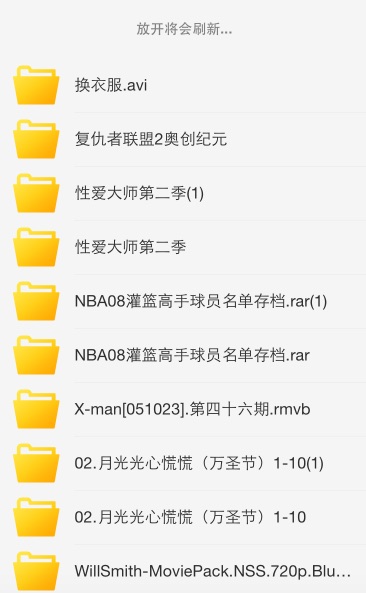 放开将会刷新...
换衣服.avi
复仇者联盟2奥创纪元
性爱大师第二季(1)
性爱大师第二季
NBA08灌篮高手球员名单存档.rar(1)
NBA08灌篮高手球员名单存档.rar
X-man[051023].第四十六期.rmvb
02.月光光心慌慌（万圣节）1-10(1)
02.月光光心慌慌（万圣节）1-10
WillSmith-MoviePack.NSS.720p.Blu...